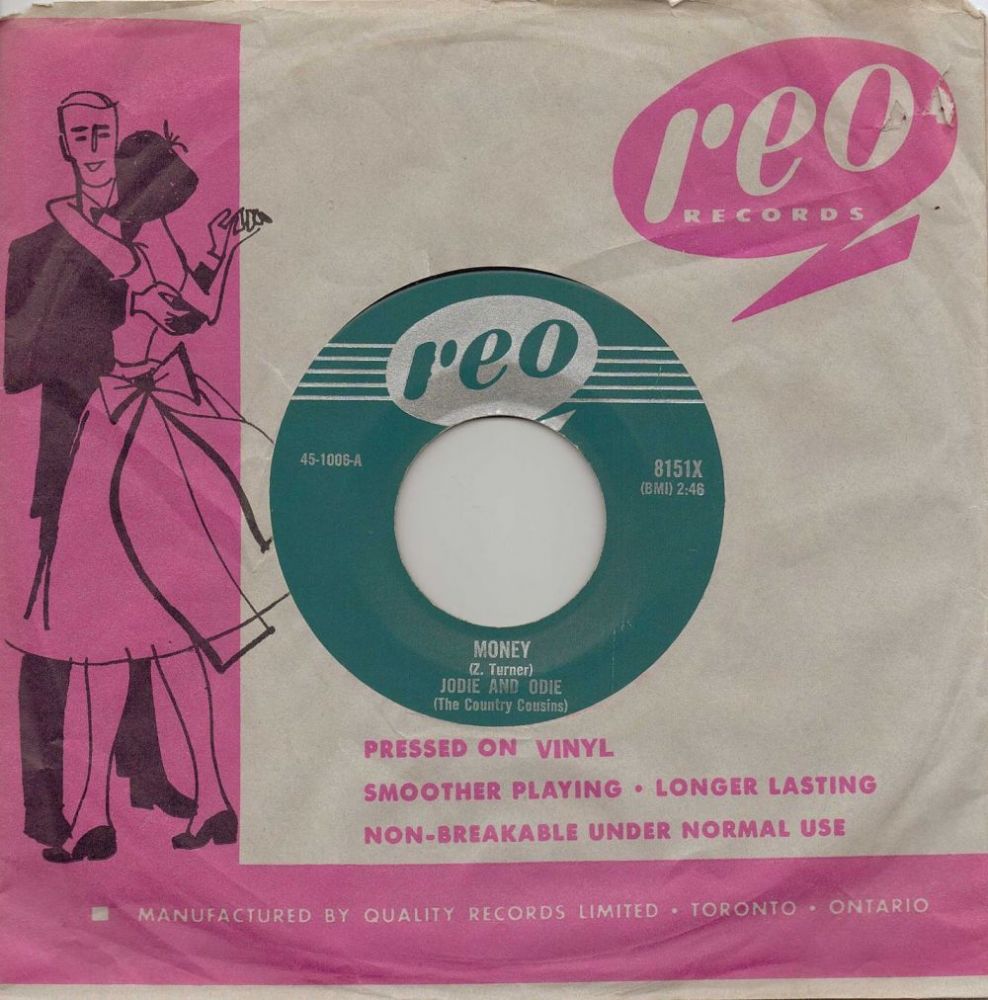 reo
RECORDS
reo
45-1006-A
8151X
(BMI) 2:46
MONEY
(Z. Turner)
JODIE AND ODIE
(The Country Cousins)
PRESSED ON VINYL
SMOOTHER PLAYING • LONGER LASTING
NON-BREAKABLE UNDER NORMAL USE
MANUFACTURED BY QUALITY RECORDS LIMITED • TORONTO • ONTARIO